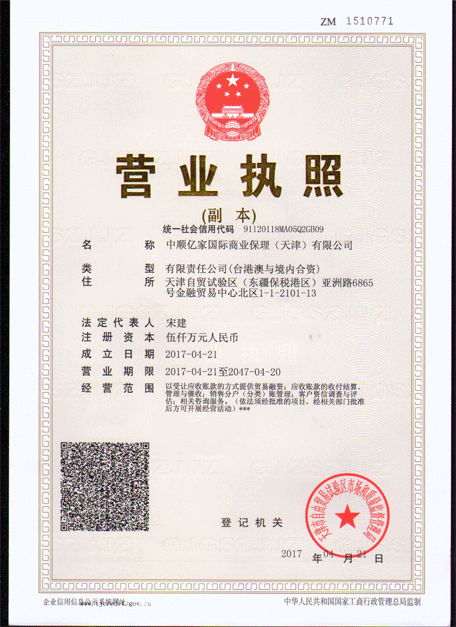 ZM 1510771
营业执照
(副 本)
统一社会信用代码 91120118MA05Q2GB09
名 称 中顺亿家国际商业保理（天津）有限公司
类 型 有限责任公司(台港澳与境内合资)
住 所 天津自贸试验区（东疆保税港区）亚洲路6865
号金融贸易中心北区1-1-2101-13
法定代表人 宋建
注册资本 伍仟万元人民币
成立日期 2017-04-21
营业期限 2017-04-21至2047-04-20
经营范围 以受让应收账款的方式提供贸易融资；应收账款的收付结算、
管理与催收；销售分户（分类）账管理；客户资信调查与评
估；相关咨询服务。（依法须经批准的项目，经相关部门批准
后方可开展经营活动）***
登记机关
天津市自由贸易试验区市场和质量监督管理局
2017 年 04 月 21 日
企业信用信息公示系统网址
中华人民共和国国家工商行政管理总局监制